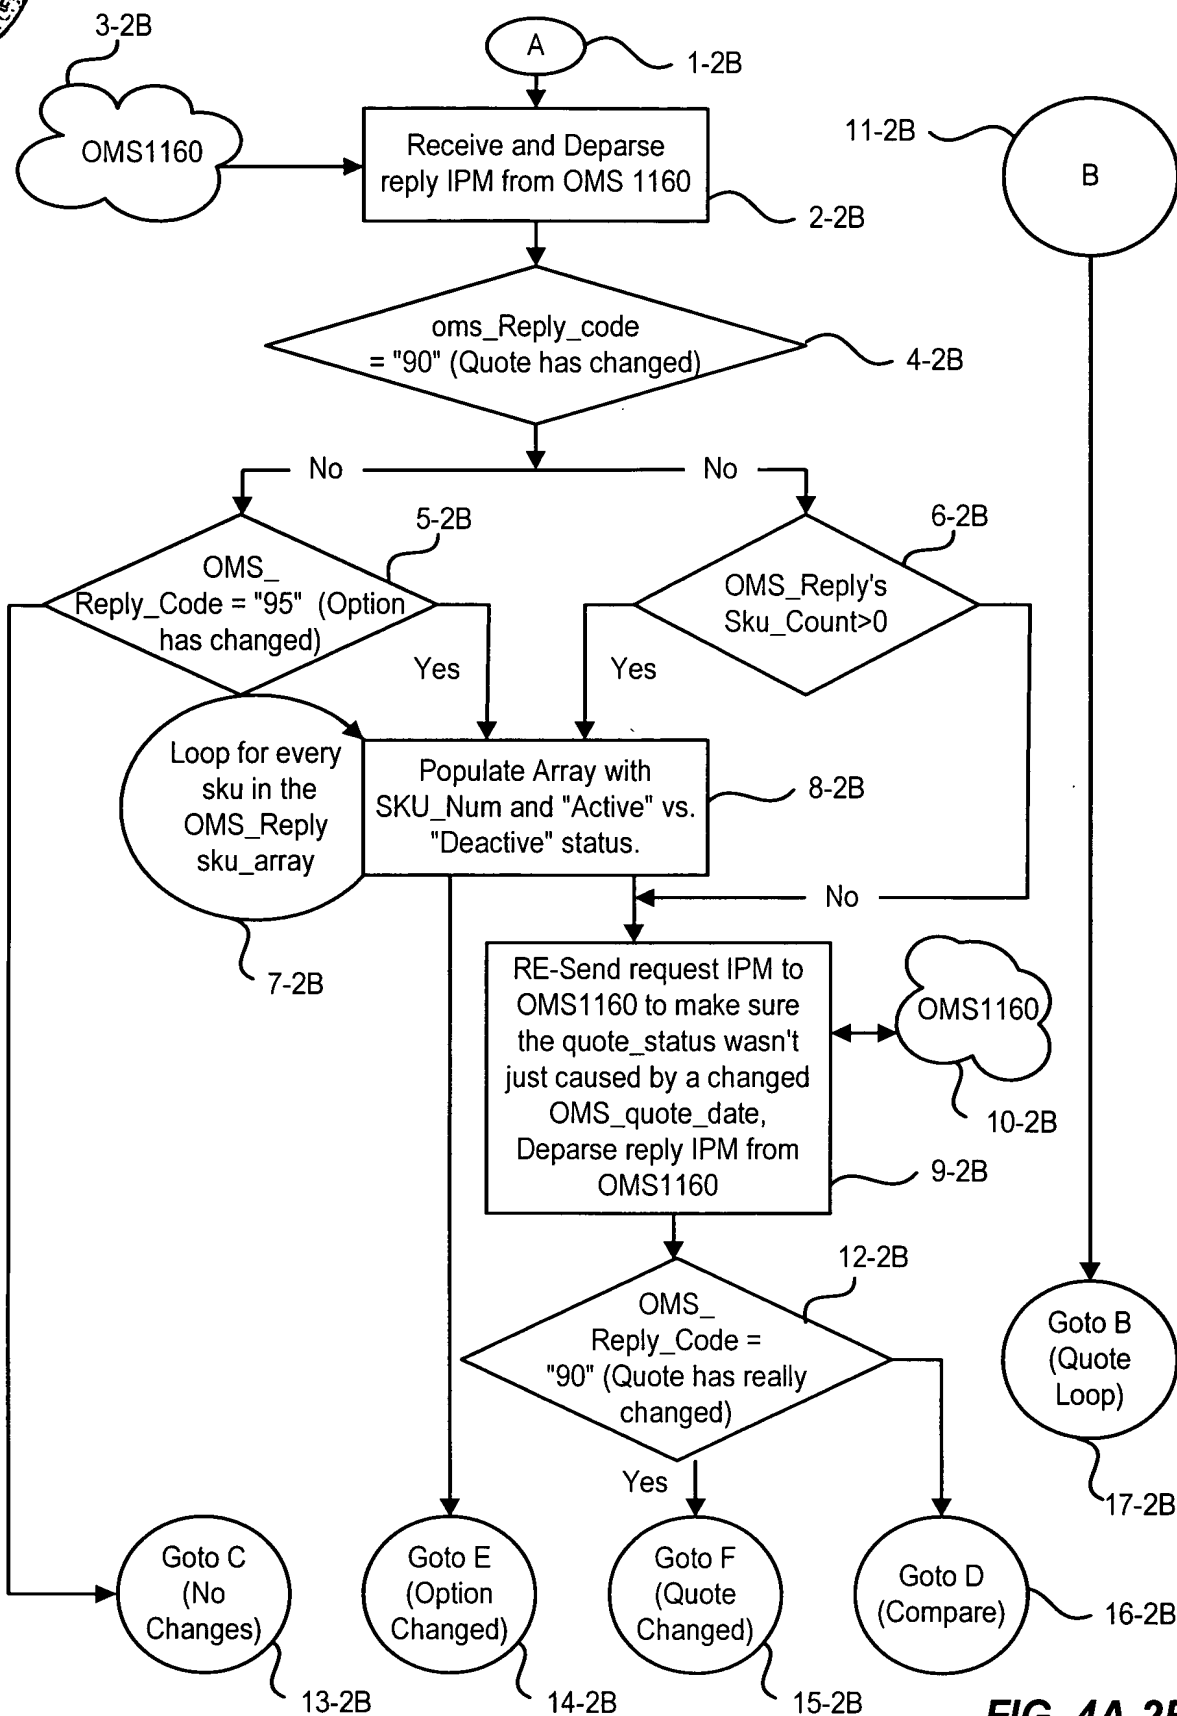 3-2B
A
1-2B
OMS1160
Receive and Deparse
reply IPM from OMS 1160
2-2B
11-2B
B
oms_Reply_code
= "90" (Quote has changed)
4-2B
No
No
5-2B
6-2B
OMS_
Reply_Code = "95" (Option
has changed)
OMS_Reply's
Sku_Count>0
Yes
Yes
Loop for every
sku in the
OMS_Reply
sku_array
Populate Array with
SKU_Num and "Active" vs.
"Deactive" status.
8-2B
No
7-2B
RE-Send request IPM to
OMS1160 to make sure
the quote_status wasn't
just caused by a changed
OMS_quote_date,
Deparse reply IPM from
OMS1160
OMS1160
10-2B
9-2B
12-2B
OMS_
Reply_Code =
"90" (Quote has really
changed)
Goto B
(Quote
Loop)
Yes
17-2B
Goto C
(No
Changes)
Goto E
(Option
Changed)
Goto F
(Quote
Changed)
Goto D
(Compare)
16-2B
13-2B
14-2B
15-2B
FIG. 4A-2B